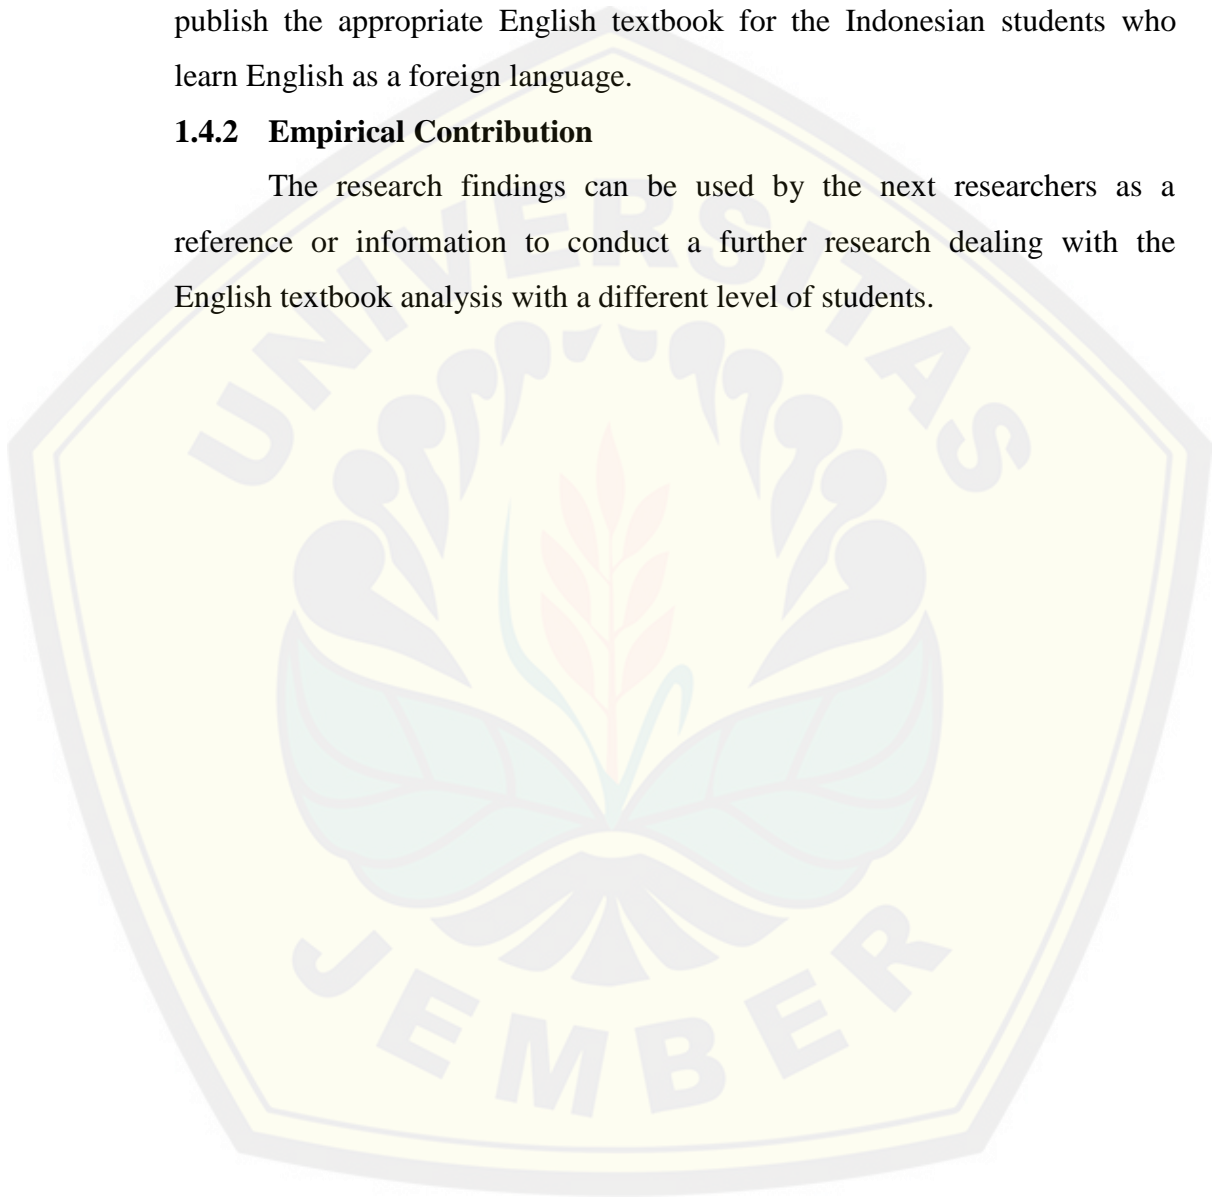 publish the appropriate English textbook for the Indonesian students who
learn English as a foreign language.
1.4.2 Empirical Contribution
The research findings can be used by the next researchers as a
reference or information to conduct a further research dealing with the
English textbook analysis with a different level of students.
UNIVERSITAS
JEMBER